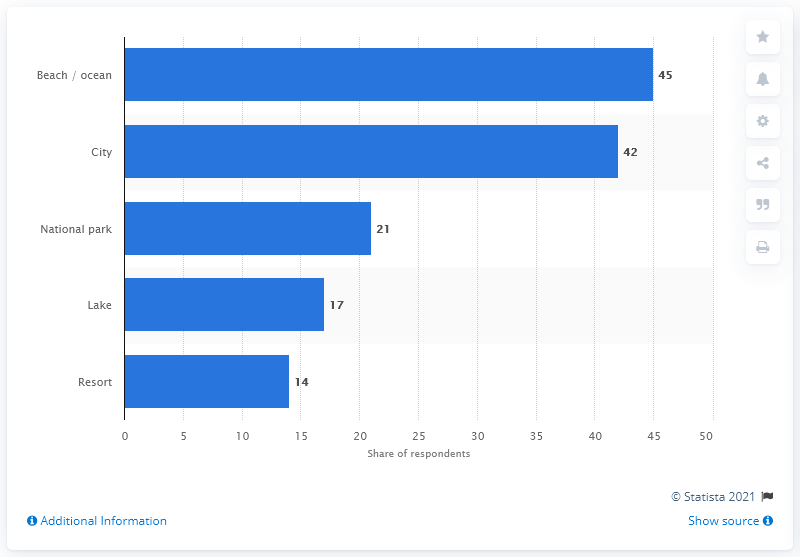 Beach / ocean 45
City 42
National park 21
Lake 17
Resort 14
0 5 10 15 20 25 30 35 40 45 50
Share of respondents
© Statista 2021
Additional Information
Show source